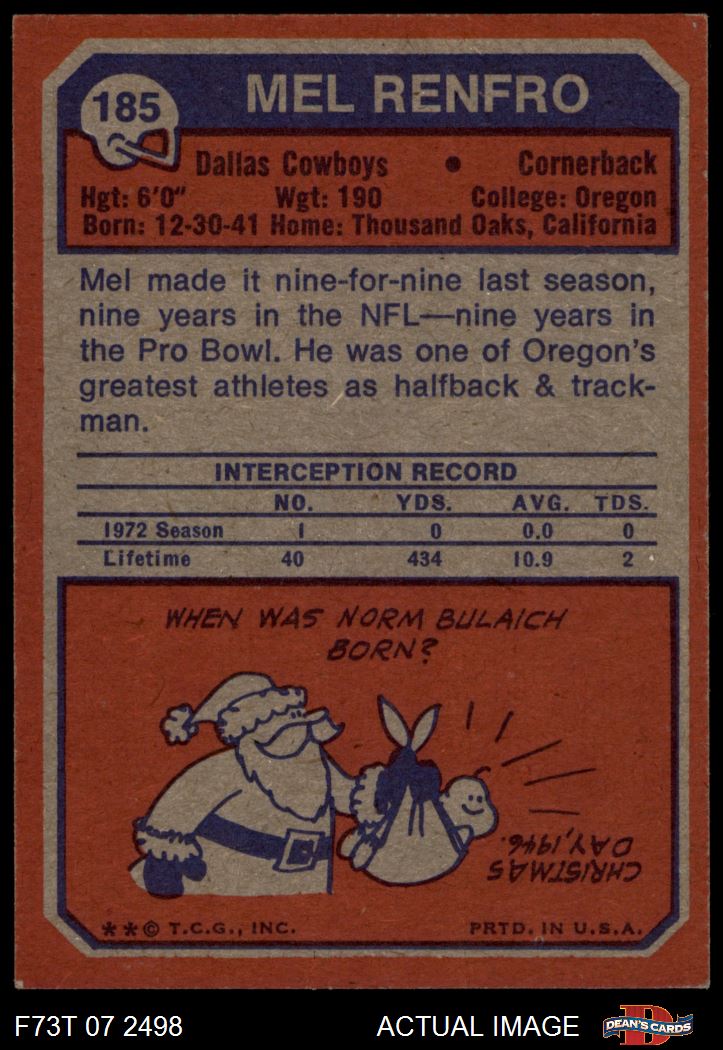 185
MEL RENFRO
Dallas Cowboys • Cornerback
Hgt: 6'0" Wgt: 190 College: Oregon
Born: 12-30-41 Home: Thousand Oaks, California
Mel made it nine-for-nine last season,
nine years in the NFL—nine years in
the Pro Bowl. He was one of Oregon's
greatest athletes as halfback & track-
man.
INTERCEPTION RECORD
NO. YDS. AVG. TDS.
1972 Season 1 0 0.0 0
Lifetime 40 434 10.9 2
WHEN WAS NORM BULAICH
BORN?
CHRISTMAS
DAY, 1946.
**© T.C.G., INC. PRTD. IN U.S.A.
F73T 07 2498 ACTUAL IMAGE
D
DEAN'S CARDS